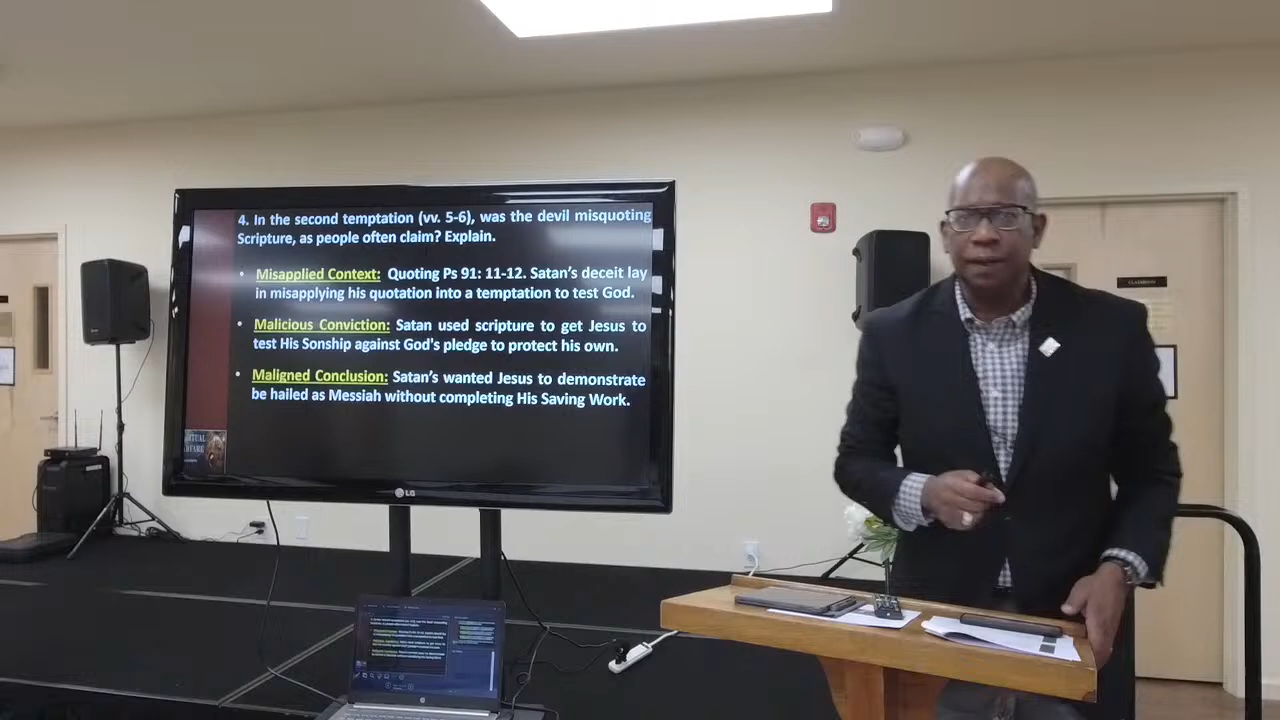 4. In the second temptation (vv. 5-6), was the devil misquoting
Scripture, as people often claim? Explain.
• Misapplied Context: Quoting Ps 91: 11-12. Satan's deceit lay
in misapplying his quotation into a temptation to test God.
• Malicious Conviction: Satan used scripture to get Jesus to
test His Sonship against God's pledge to protect his own.
• Maligned Conclusion: Satan's wanted Jesus to demonstrate
be hailed as Messiah without completing His Saving Work.
LG
CLASSROOM